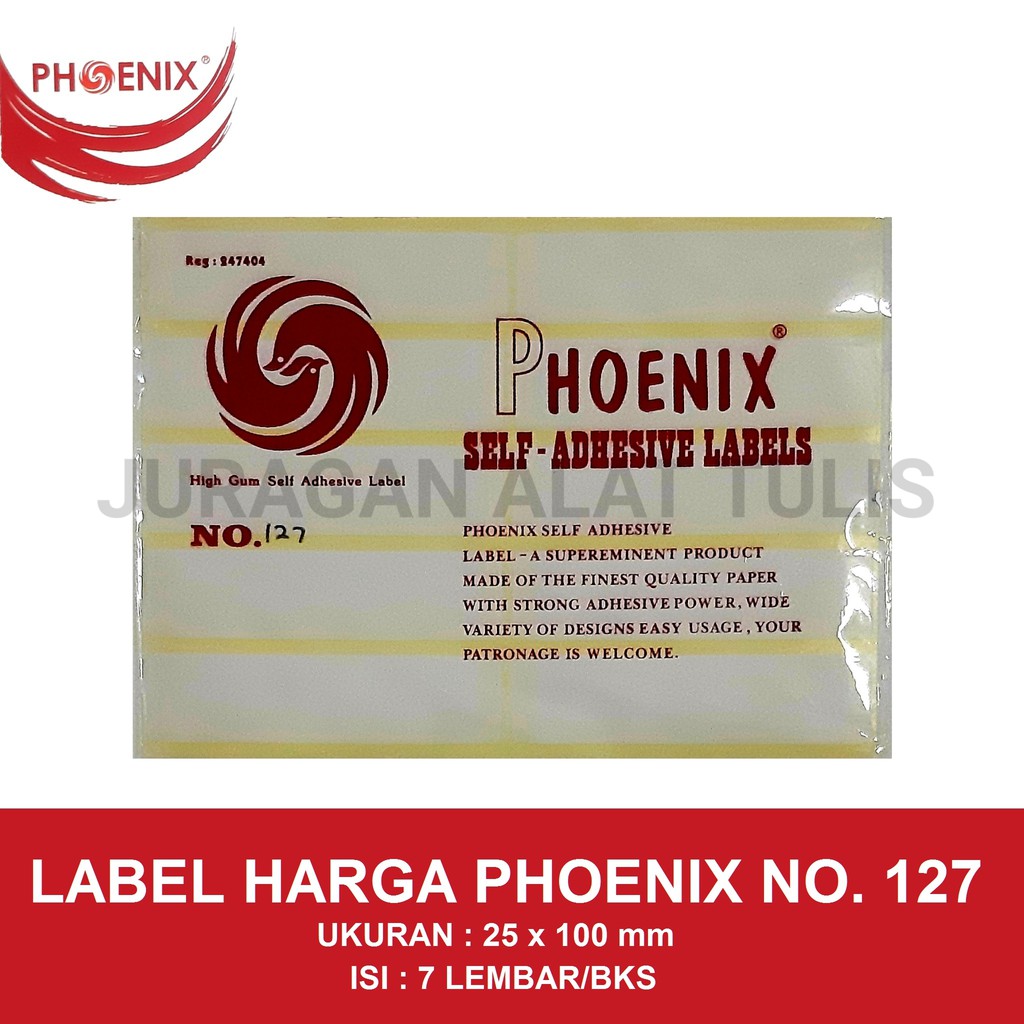 PHOENIX®
Reg : 247404
PHOENIX®
SELF-ADHESIVE LABELS
High Gum Self Adhesive Label
JURAGAN ALAT TULIS
NO.127
PHOENIX SELF ADHESIVE
LABEL - A SUPEREMINENT PRODUCT
MADE OF THE FINEST QUALITY PAPER
WITH STRONG ADHESIVE POWER, WIDE
VARIETY OF DESIGNS EASY USAGE, YOUR
PATRONAGE IS WELCOME.
LABEL HARGA PHOENIX NO. 127
UKURAN : 25 x 100 mm
ISI : 7 LEMBAR/BKS